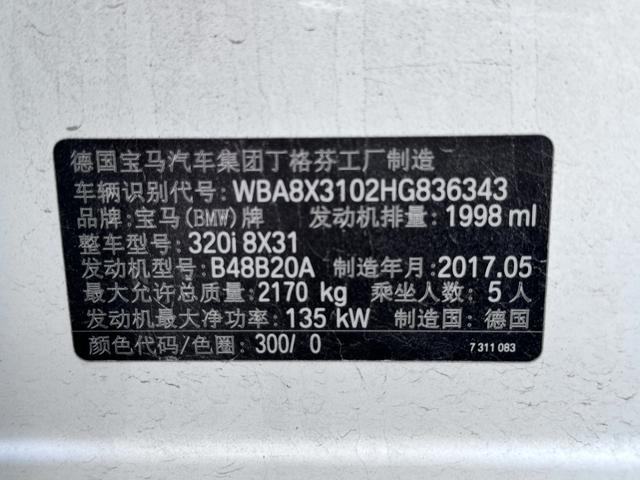 德国宝马汽车集团丁格芬工厂制造
车辆识别代号: WBA8X3102HG836343
品牌: 宝马(BMW)牌 发动机排量: 1998 ml
整车型号: 320i 8X31
发动机型号: B48B20A 制造年月: 2017.05
最大允许总质量: 2170 kg 乘坐人数: 5 人
发动机最大净功率: 135 kW 制造国: 德国
颜色代码/色圈: 300/ 0 7 311 083